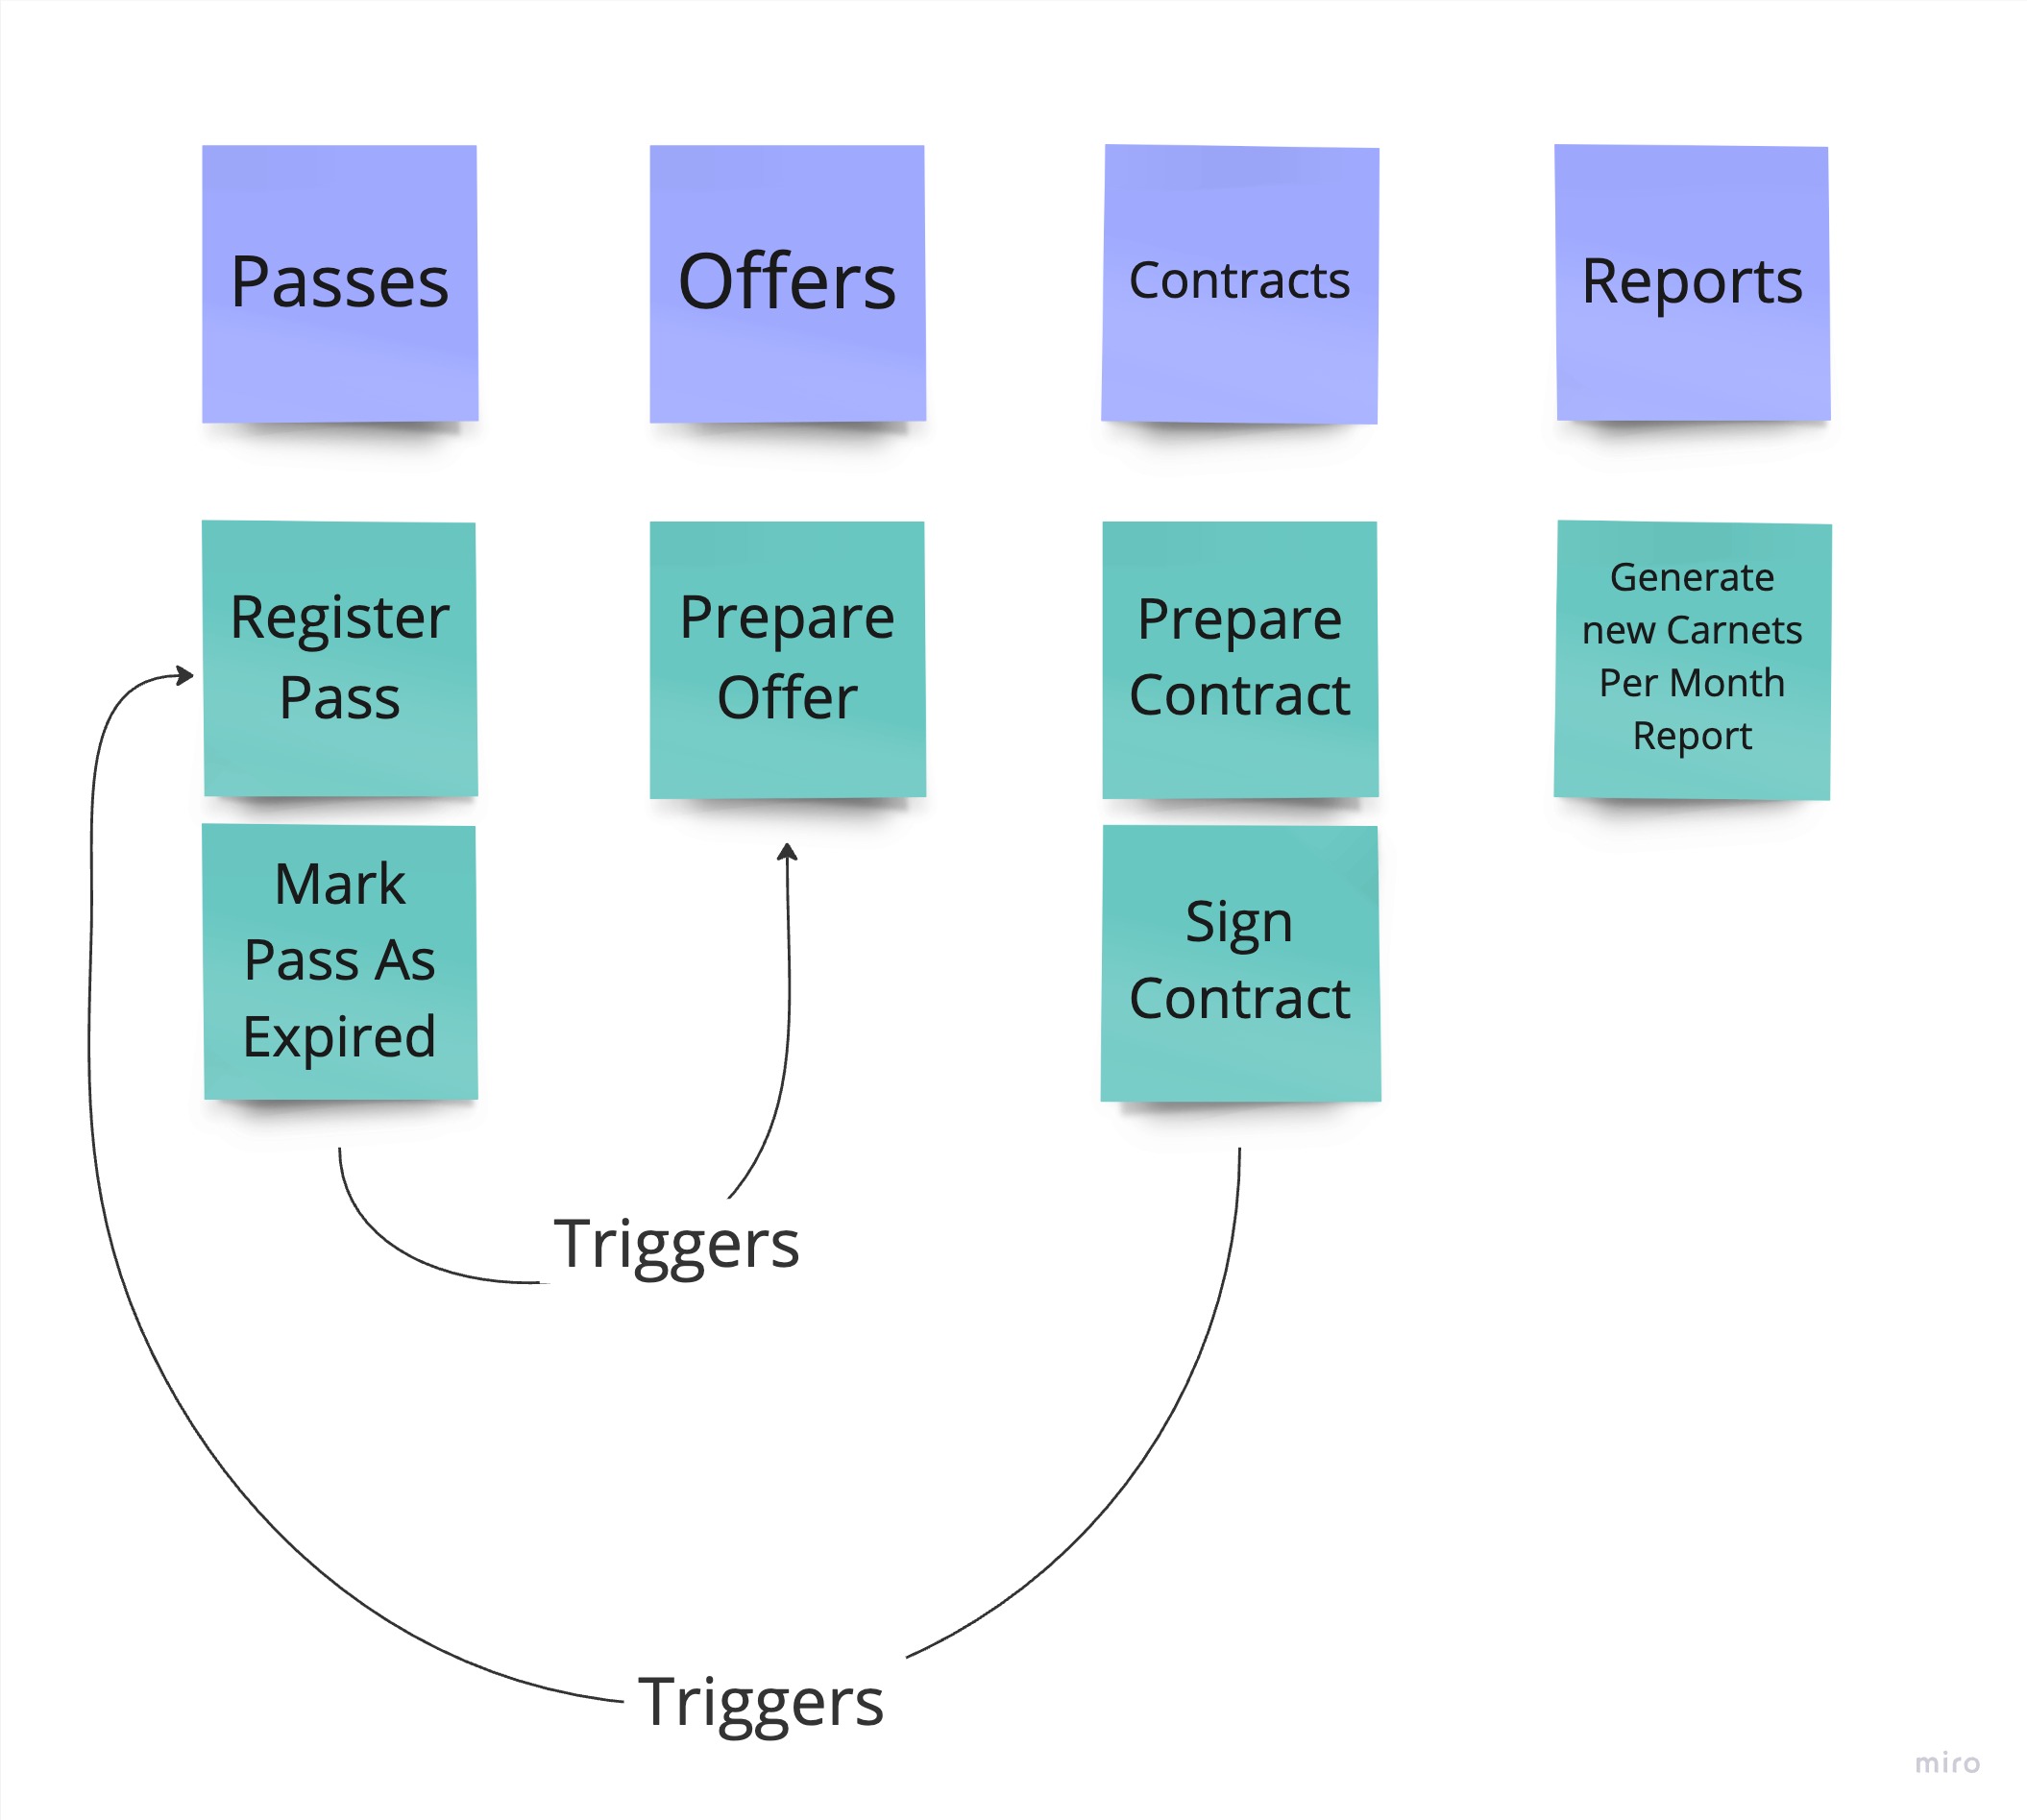 Passes
Offers
Contracts
Reports
Register
Pass
Prepare
Offer
Prepare
Contract
Generate
new Carnets
Per Month
Report
Mark
Pass As
Expired
Sign
Contract
Triggers
Triggers
miro